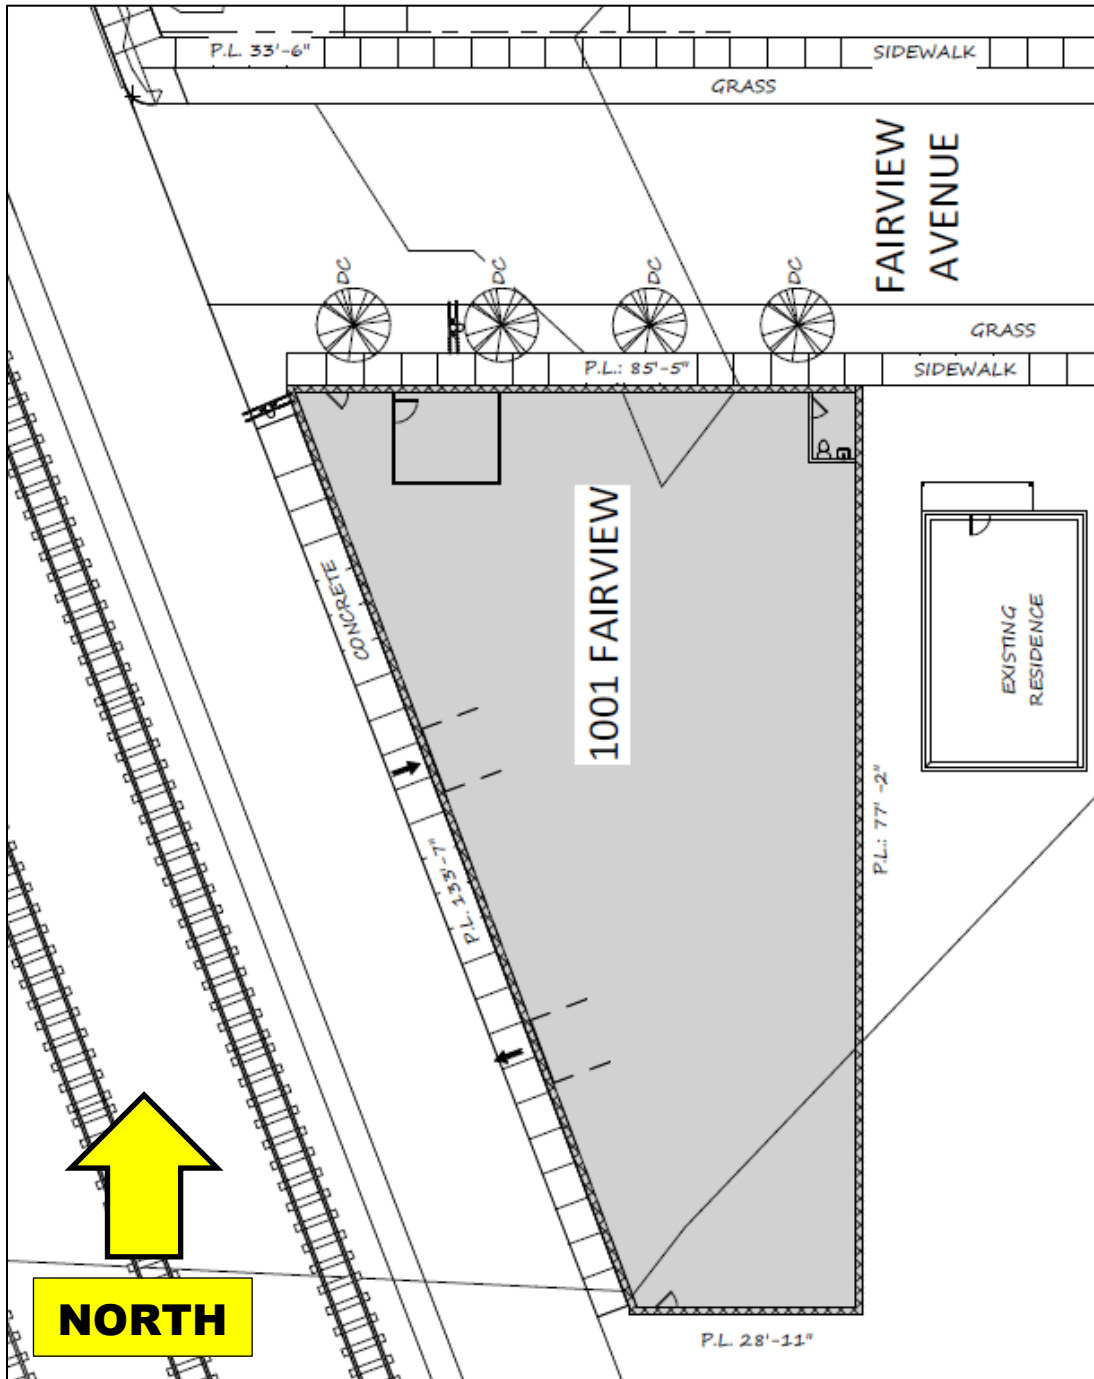 P.L. 33'-6"
SIDEWALK
GRASS
FAIRVIEW
AVENUE
DC
DC
DC
DC
GRASS
P.L.: 85'-5"
SIDEWALK
CONCRETE
1001 FAIRVIEW
EXISTING
RESIDENCE
P.L.: 77' -2"
P.L. 133'-7"
NORTH
P.L. 28'-11"